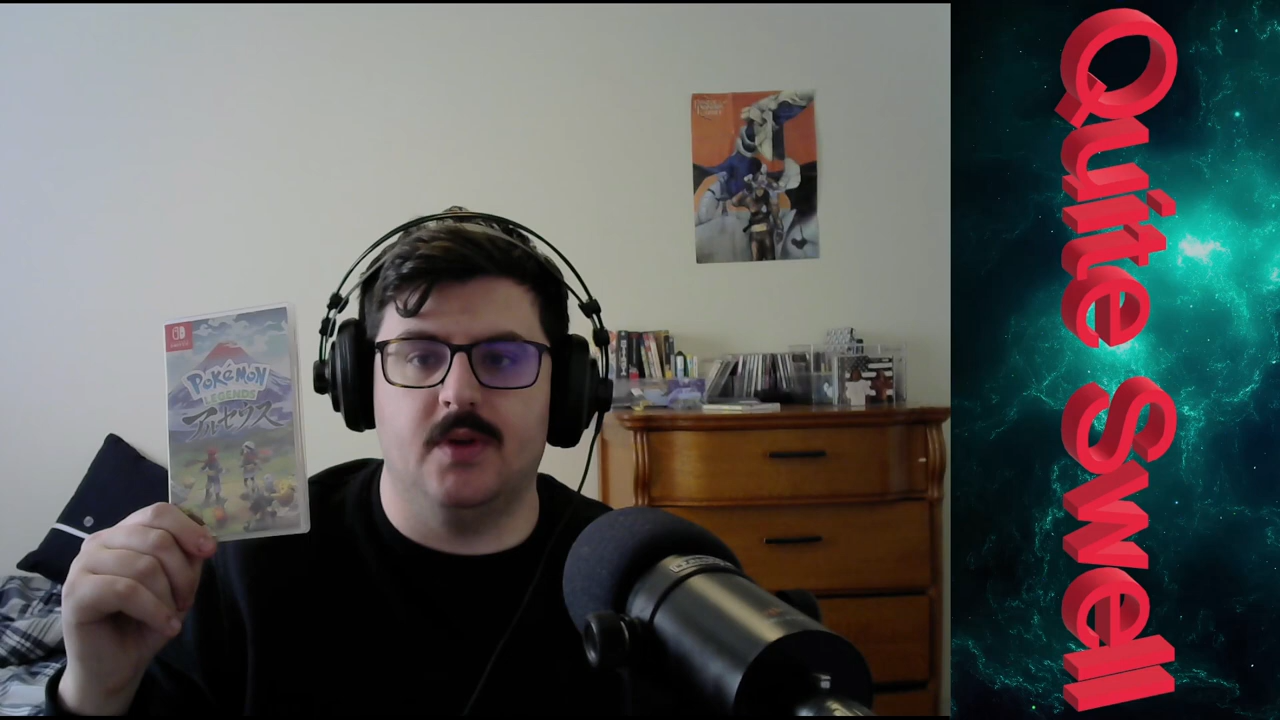 POKéMON
LEGENDS
アルセウス
Quite Swell